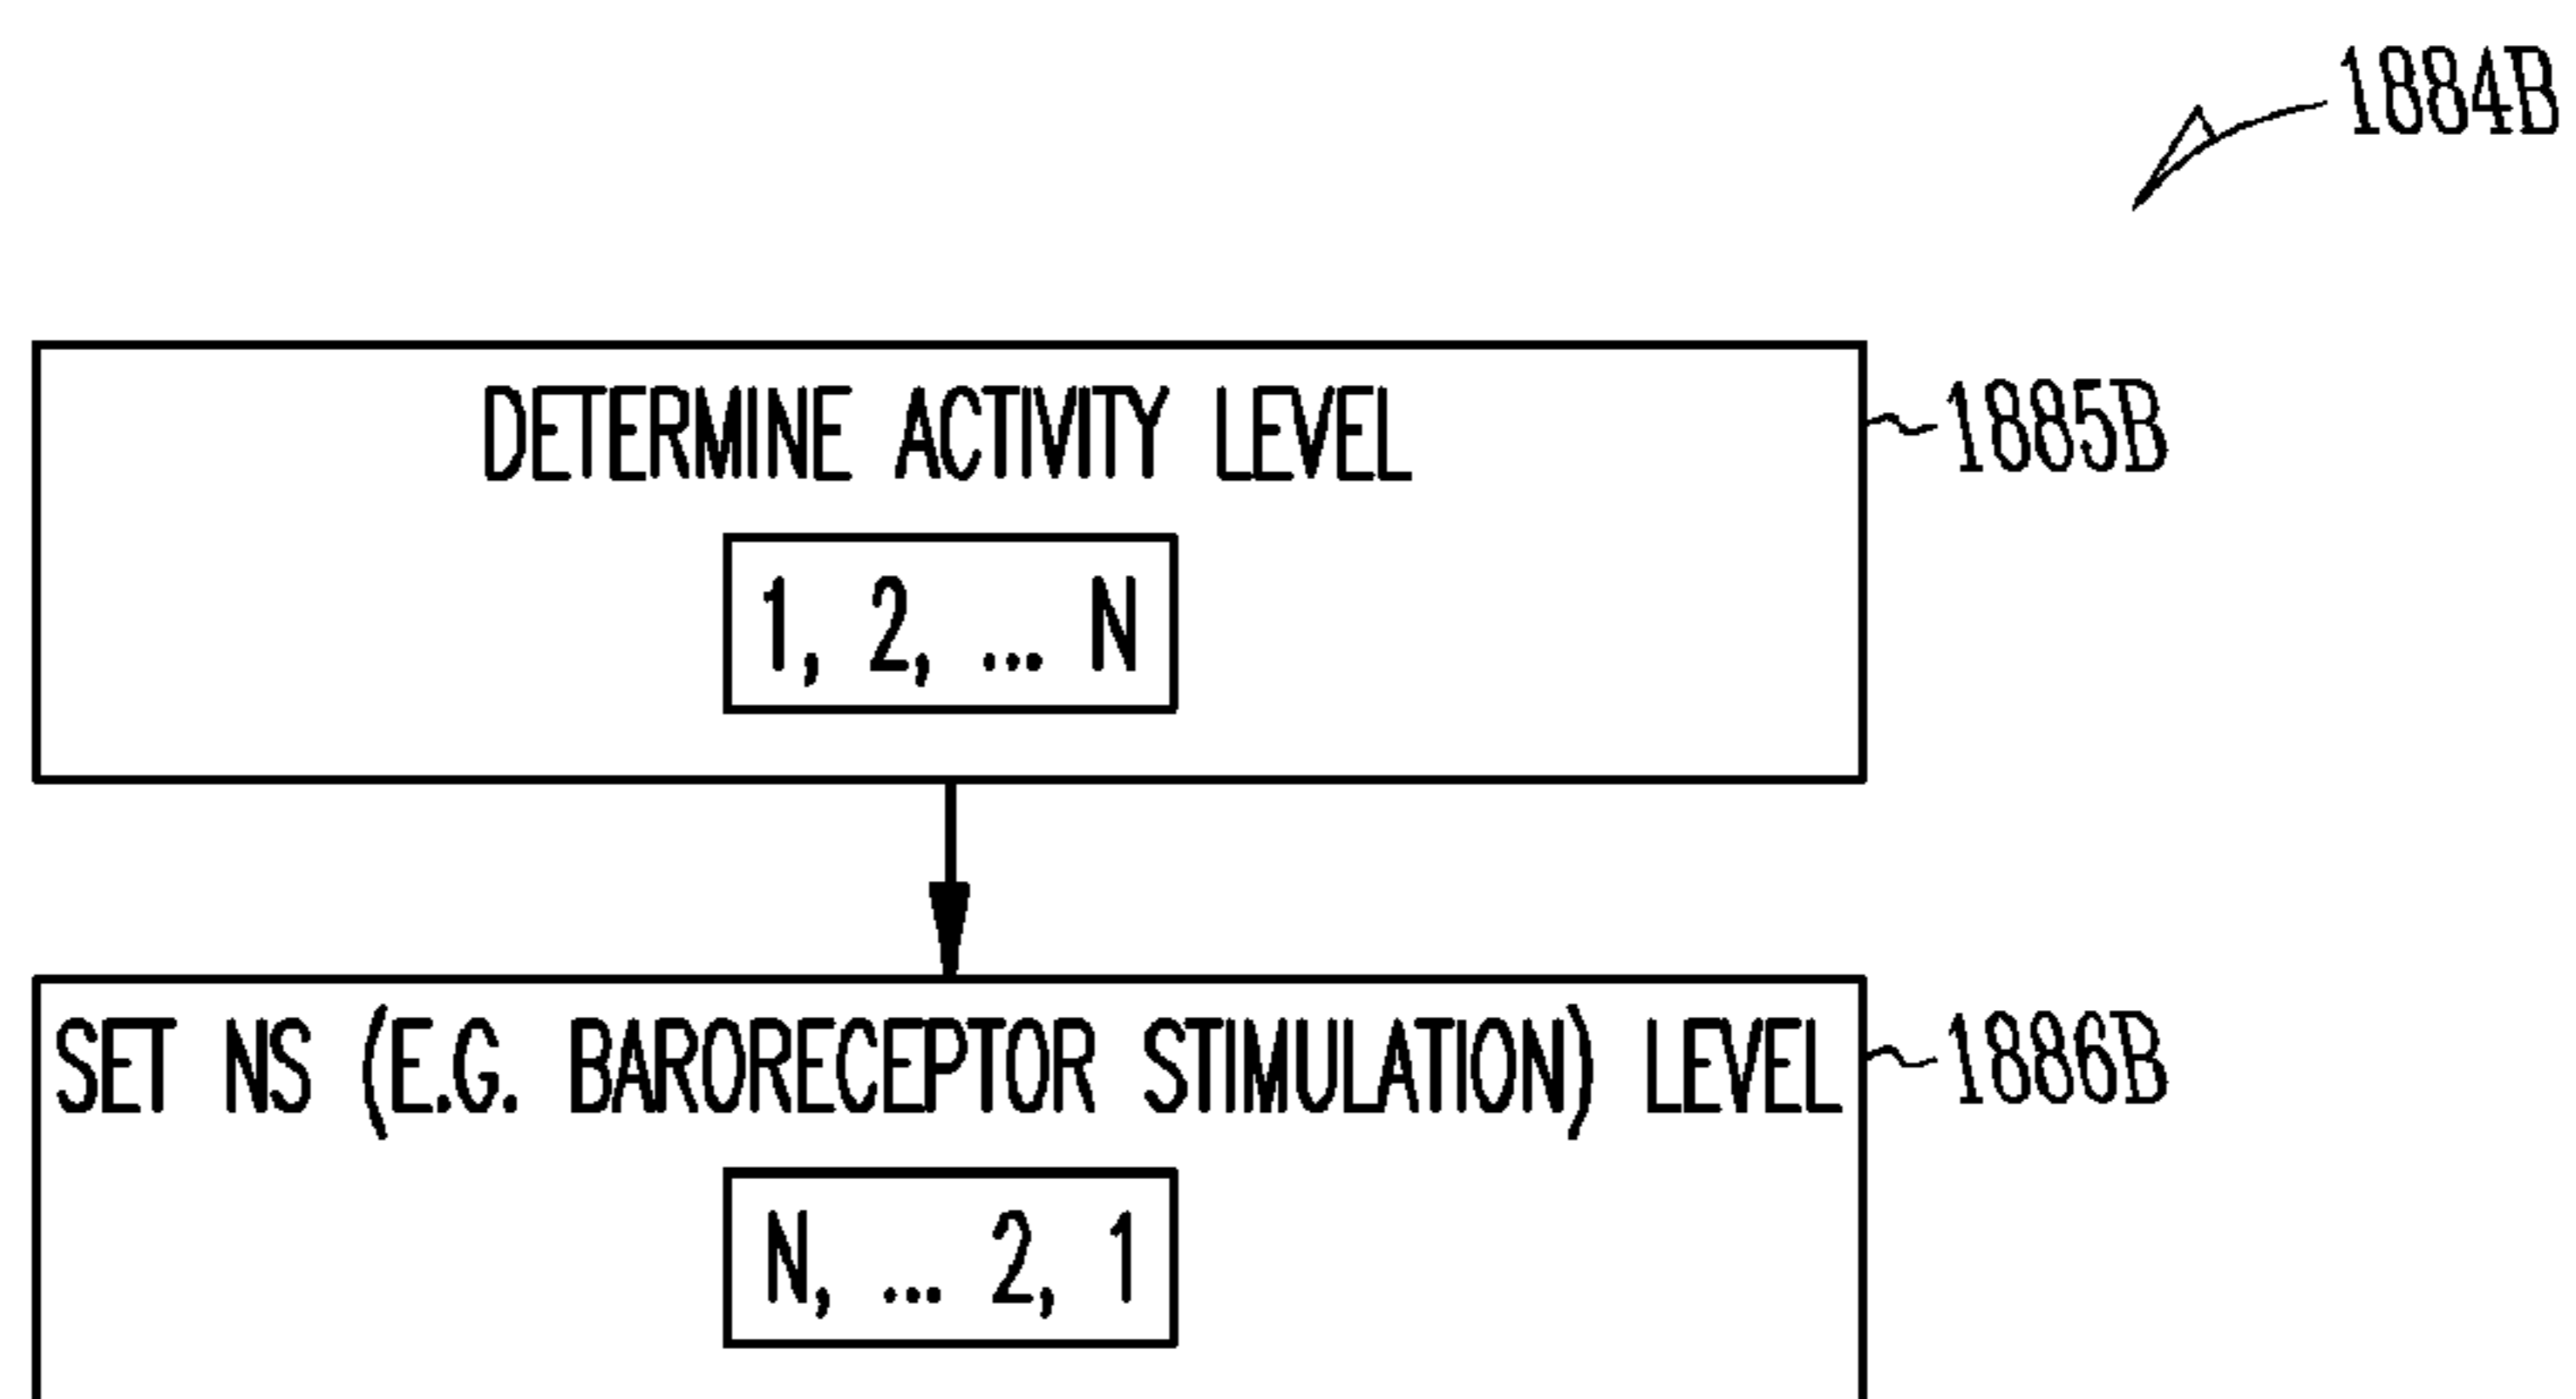 1884B
DETERMINE ACTIVITY LEVEL
1885B
1, 2, ... N
SET NS (E.G. BARORECEPTOR STIMULATION) LEVEL
1886B
N, ... 2, 1